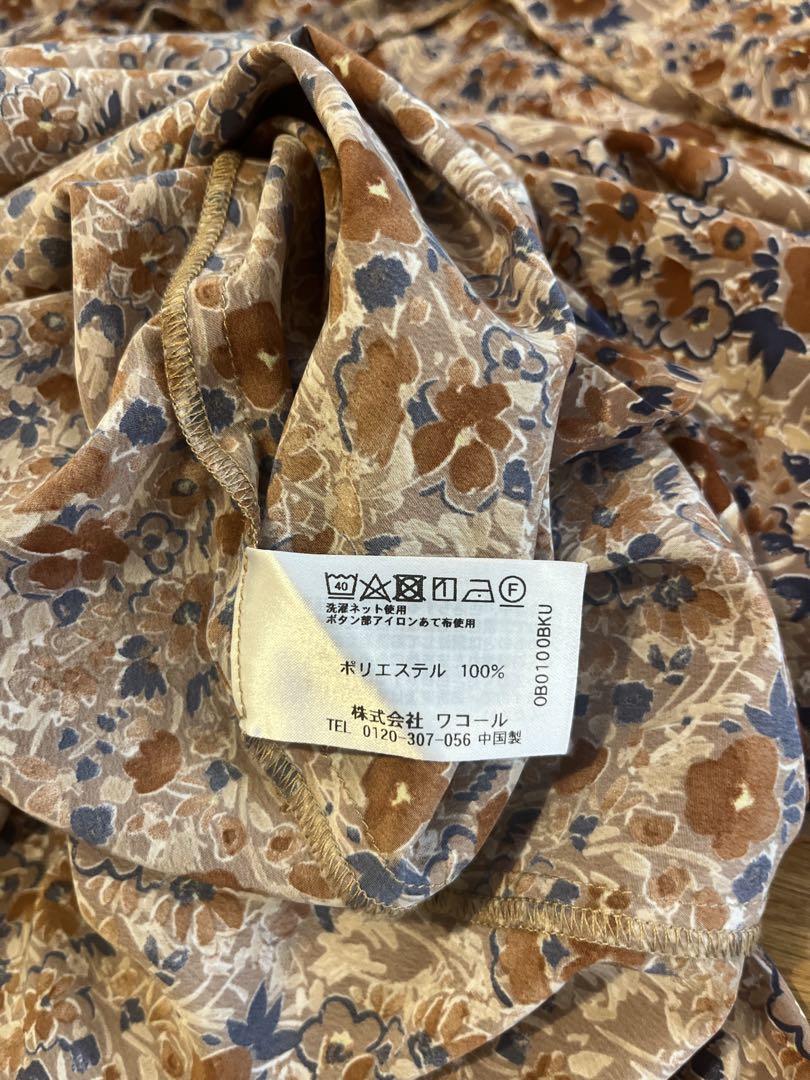 40 F
洗濯ネット使用
ボタン部アイロンあて布使用
ポリエステル 100%
株式会社 ワコール
TEL 0120-307-056 中国製
0B0100BKU